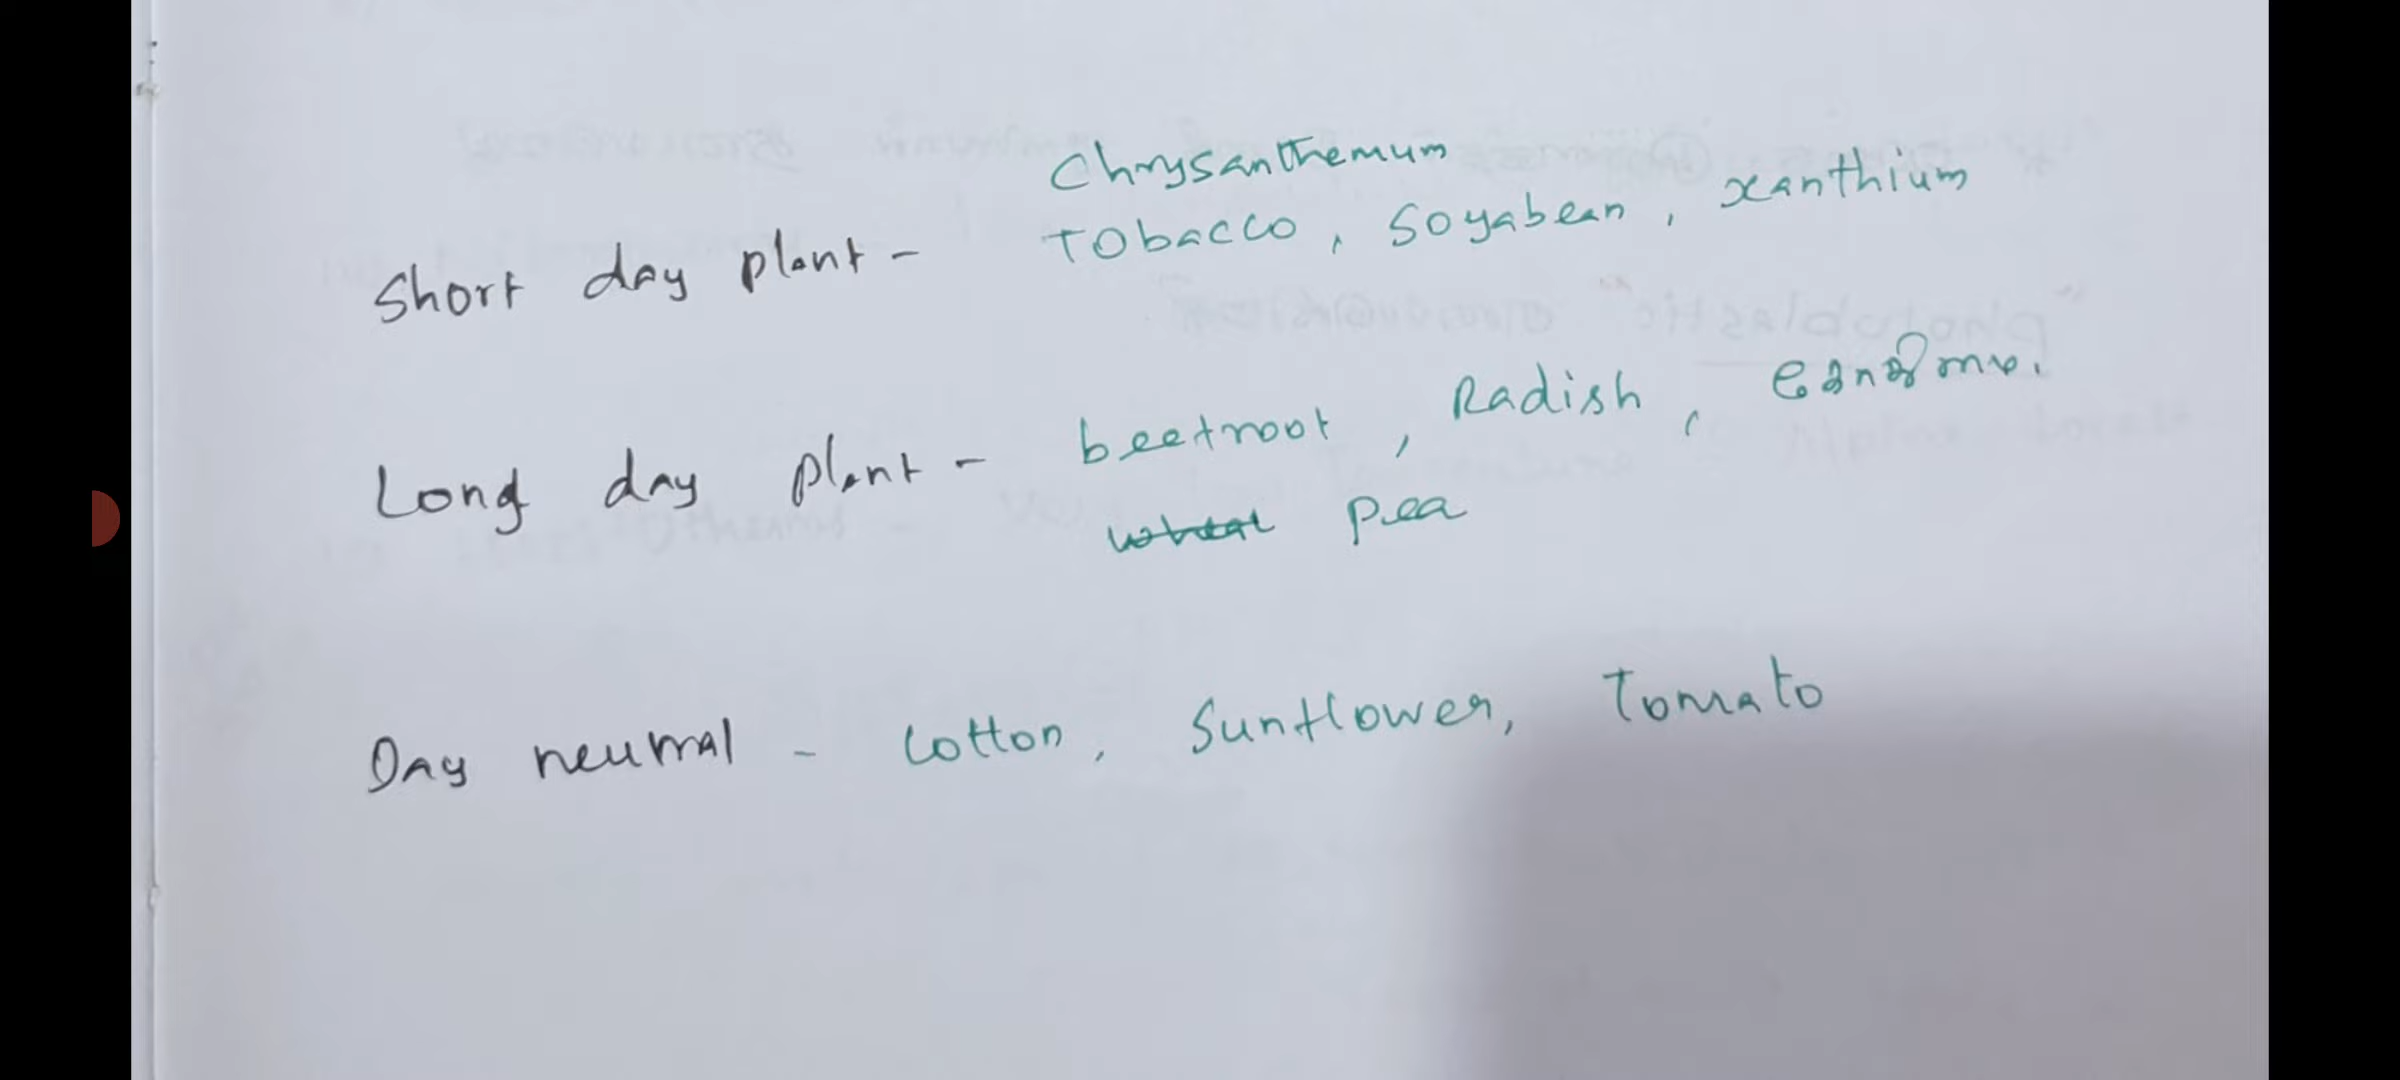 Chrysanthemum
Short day plant - Tobacco, Soyabean, xanthium
Long day plant - beetroot, Radish,
wheat pea
Day neutral - Cotton, Sunflower, Tomato